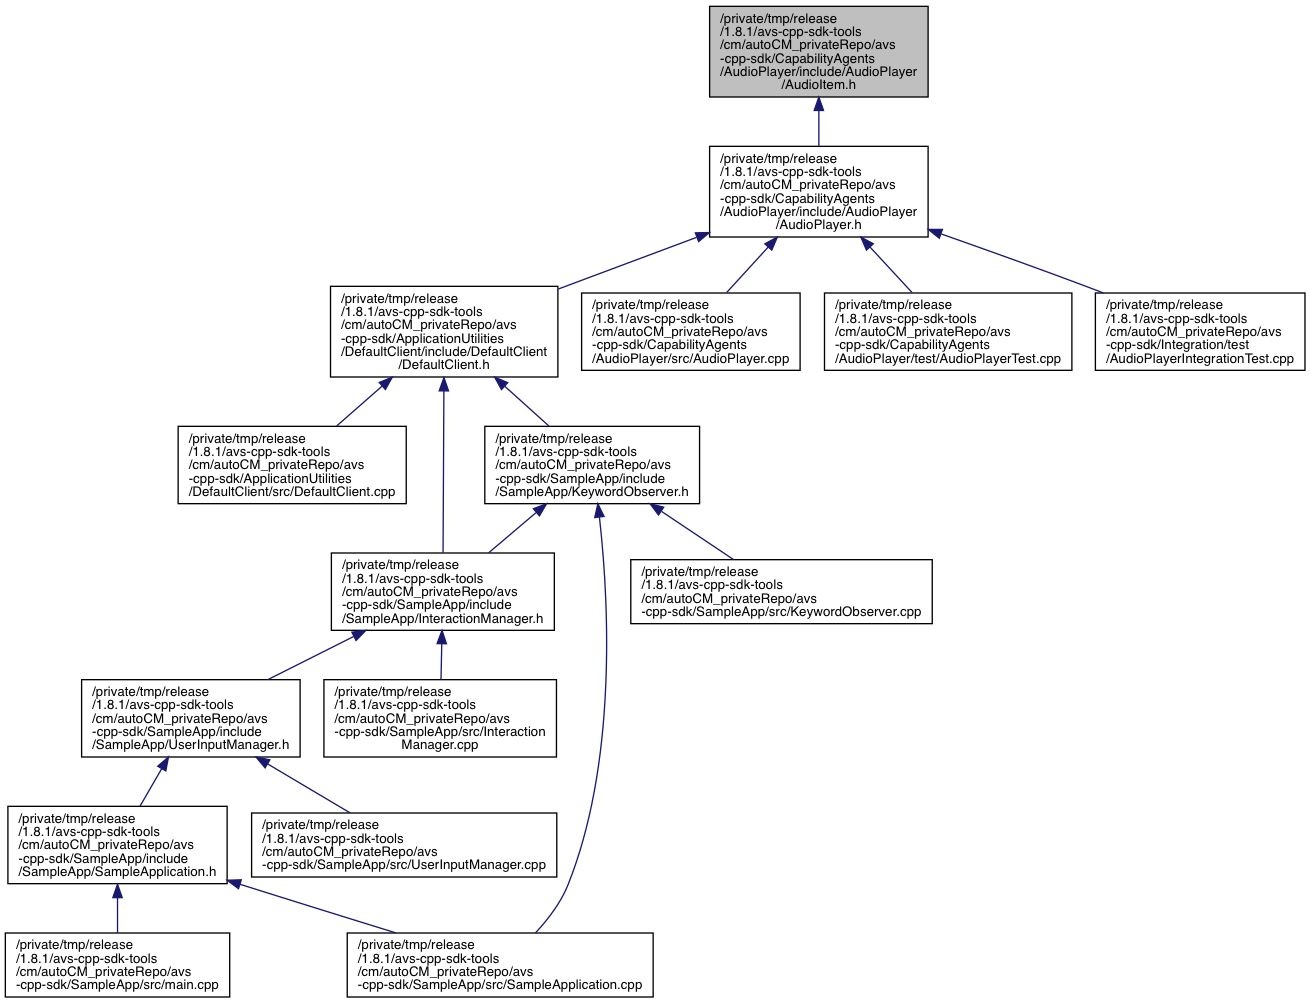 /private/tmp/release
/1.8.1/avs-cpp-sdk-tools
/cm/autoCM_privateRepo/avs
-cpp-sdk/CapabilityAgents
/AudioPlayer/include/AudioPlayer
/AudioItem.h
/private/tmp/release
/1.8.1/avs-cpp-sdk-tools
/cm/autoCM_privateRepo/avs
-cpp-sdk/CapabilityAgents
/AudioPlayer/include/AudioPlayer
/AudioPlayer.h
/private/tmp/release
/1.8.1/avs-cpp-sdk-tools
/cm/autoCM_privateRepo/avs
-cpp-sdk/ApplicationUtilities
/DefaultClient/include/DefaultClient
/DefaultClient.h
/private/tmp/release
/1.8.1/avs-cpp-sdk-tools
/cm/autoCM_privateRepo/avs
-cpp-sdk/CapabilityAgents
/AudioPlayer/src/AudioPlayer.cpp
/private/tmp/release
/1.8.1/avs-cpp-sdk-tools
/cm/autoCM_privateRepo/avs
-cpp-sdk/CapabilityAgents
/AudioPlayer/test/AudioPlayerTest.cpp
/private/tmp/release
/1.8.1/avs-cpp-sdk-tools
/cm/autoCM_privateRepo/avs
-cpp-sdk/Integration/test
/AudioPlayerIntegrationTest.cpp
/private/tmp/release
/1.8.1/avs-cpp-sdk-tools
/cm/autoCM_privateRepo/avs
-cpp-sdk/ApplicationUtilities
/DefaultClient/src/DefaultClient.cpp
/private/tmp/release
/1.8.1/avs-cpp-sdk-tools
/cm/autoCM_privateRepo/avs
-cpp-sdk/SampleApp/include
/SampleApp/KeywordObserver.h
/private/tmp/release
/1.8.1/avs-cpp-sdk-tools
/cm/autoCM_privateRepo/avs
-cpp-sdk/SampleApp/include
/SampleApp/InteractionManager.h
/private/tmp/release
/1.8.1/avs-cpp-sdk-tools
/cm/autoCM_privateRepo/avs
-cpp-sdk/SampleApp/src/KeywordObserver.cpp
/private/tmp/release
/1.8.1/avs-cpp-sdk-tools
/cm/autoCM_privateRepo/avs
-cpp-sdk/SampleApp/include
/SampleApp/UserInputManager.h
/private/tmp/release
/1.8.1/avs-cpp-sdk-tools
/cm/autoCM_privateRepo/avs
-cpp-sdk/SampleApp/src/Interaction
Manager.cpp
/private/tmp/release
/1.8.1/avs-cpp-sdk-tools
/cm/autoCM_privateRepo/avs
-cpp-sdk/SampleApp/include
/SampleApp/SampleApplication.h
/private/tmp/release
/1.8.1/avs-cpp-sdk-tools
/cm/autoCM_privateRepo/avs
-cpp-sdk/SampleApp/src/UserInputManager.cpp
/private/tmp/release
/1.8.1/avs-cpp-sdk-tools
/cm/autoCM_privateRepo/avs
-cpp-sdk/SampleApp/src/main.cpp
/private/tmp/release
/1.8.1/avs-cpp-sdk-tools
/cm/autoCM_privateRepo/avs
-cpp-sdk/SampleApp/src/SampleApplication.cpp